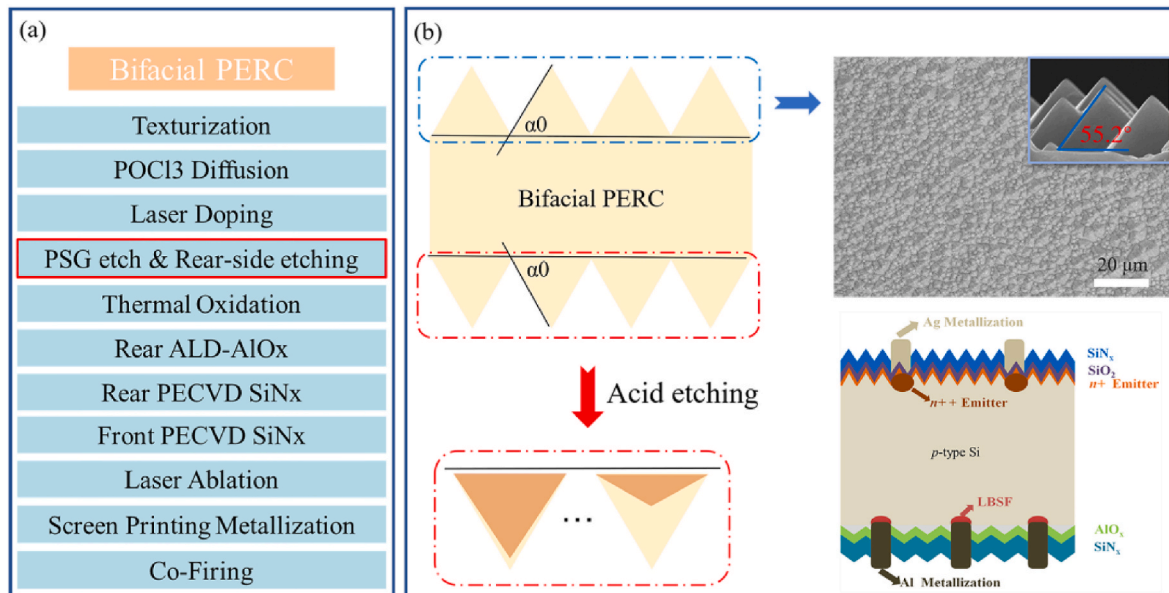 (a)
Bifacial PERC
Texturization
POCl3 Diffusion
Laser Doping
PSG etch & Rear-side etching
Thermal Oxidation
Rear ALD-AlOx
Rear PECVD SiNx
Front PECVD SiNx
Laser Ablation
Screen Printing Metallization
Co-Firing
(b)
α0
Bifacial PERC
α0
Acid etching
...
55.2°
20 μm
Ag Metallization
SiNₓ
SiO₂
n+ Emitter
n++ Emitter
p-type Si
LBSF
AlOₓ
SiNₓ
Al Metallization